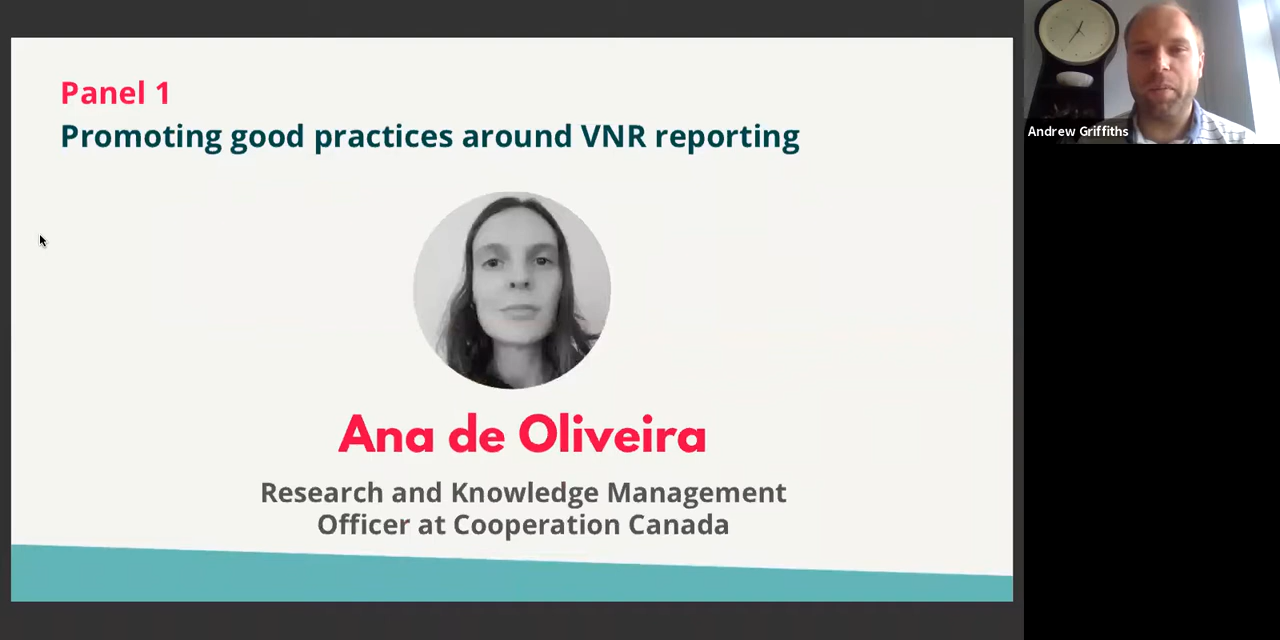 Panel 1
Promoting good practices around VNR reporting
Andrew Griffiths
Ana de Oliveira
Research and Knowledge Management
Officer at Cooperation Canada